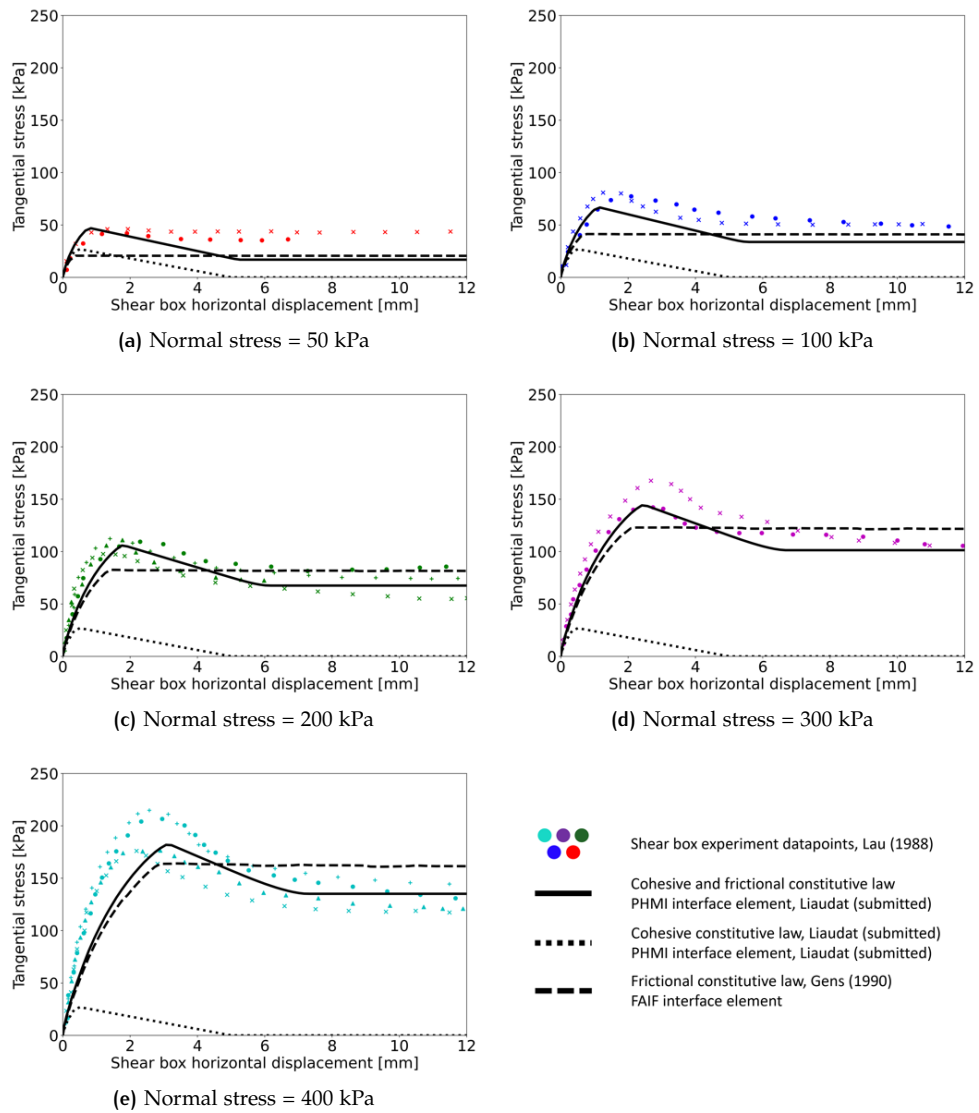 250
200
150
100
50
0
Tangential stress [kPa]
0 2 4 6 8 10 12
Shear box horizontal displacement [mm]
(a) Normal stress = 50 kPa
250
200
150
100
50
0
Tangential stress [kPa]
0 2 4 6 8 10 12
Shear box horizontal displacement [mm]
(b) Normal stress = 100 kPa
250
200
150
100
50
0
Tangential stress [kPa]
0 2 4 6 8 10 12
Shear box horizontal displacement [mm]
(c) Normal stress = 200 kPa
250
200
150
100
50
0
Tangential stress [kPa]
0 2 4 6 8 10 12
Shear box horizontal displacement [mm]
(d) Normal stress = 300 kPa
250
200
150
100
50
0
Tangential stress [kPa]
0 2 4 6 8 10 12
Shear box horizontal displacement [mm]
(e) Normal stress = 400 kPa
Shear box experiment datapoints, Lau (1988)
Cohesive and frictional constitutive law
PHMI interface element, Liaudat (submitted)
Cohesive constitutive law, Liaudat (submitted)
PHMI interface element, Liaudat (submitted)
Frictional constitutive law, Gens (1990)
FAIF interface element